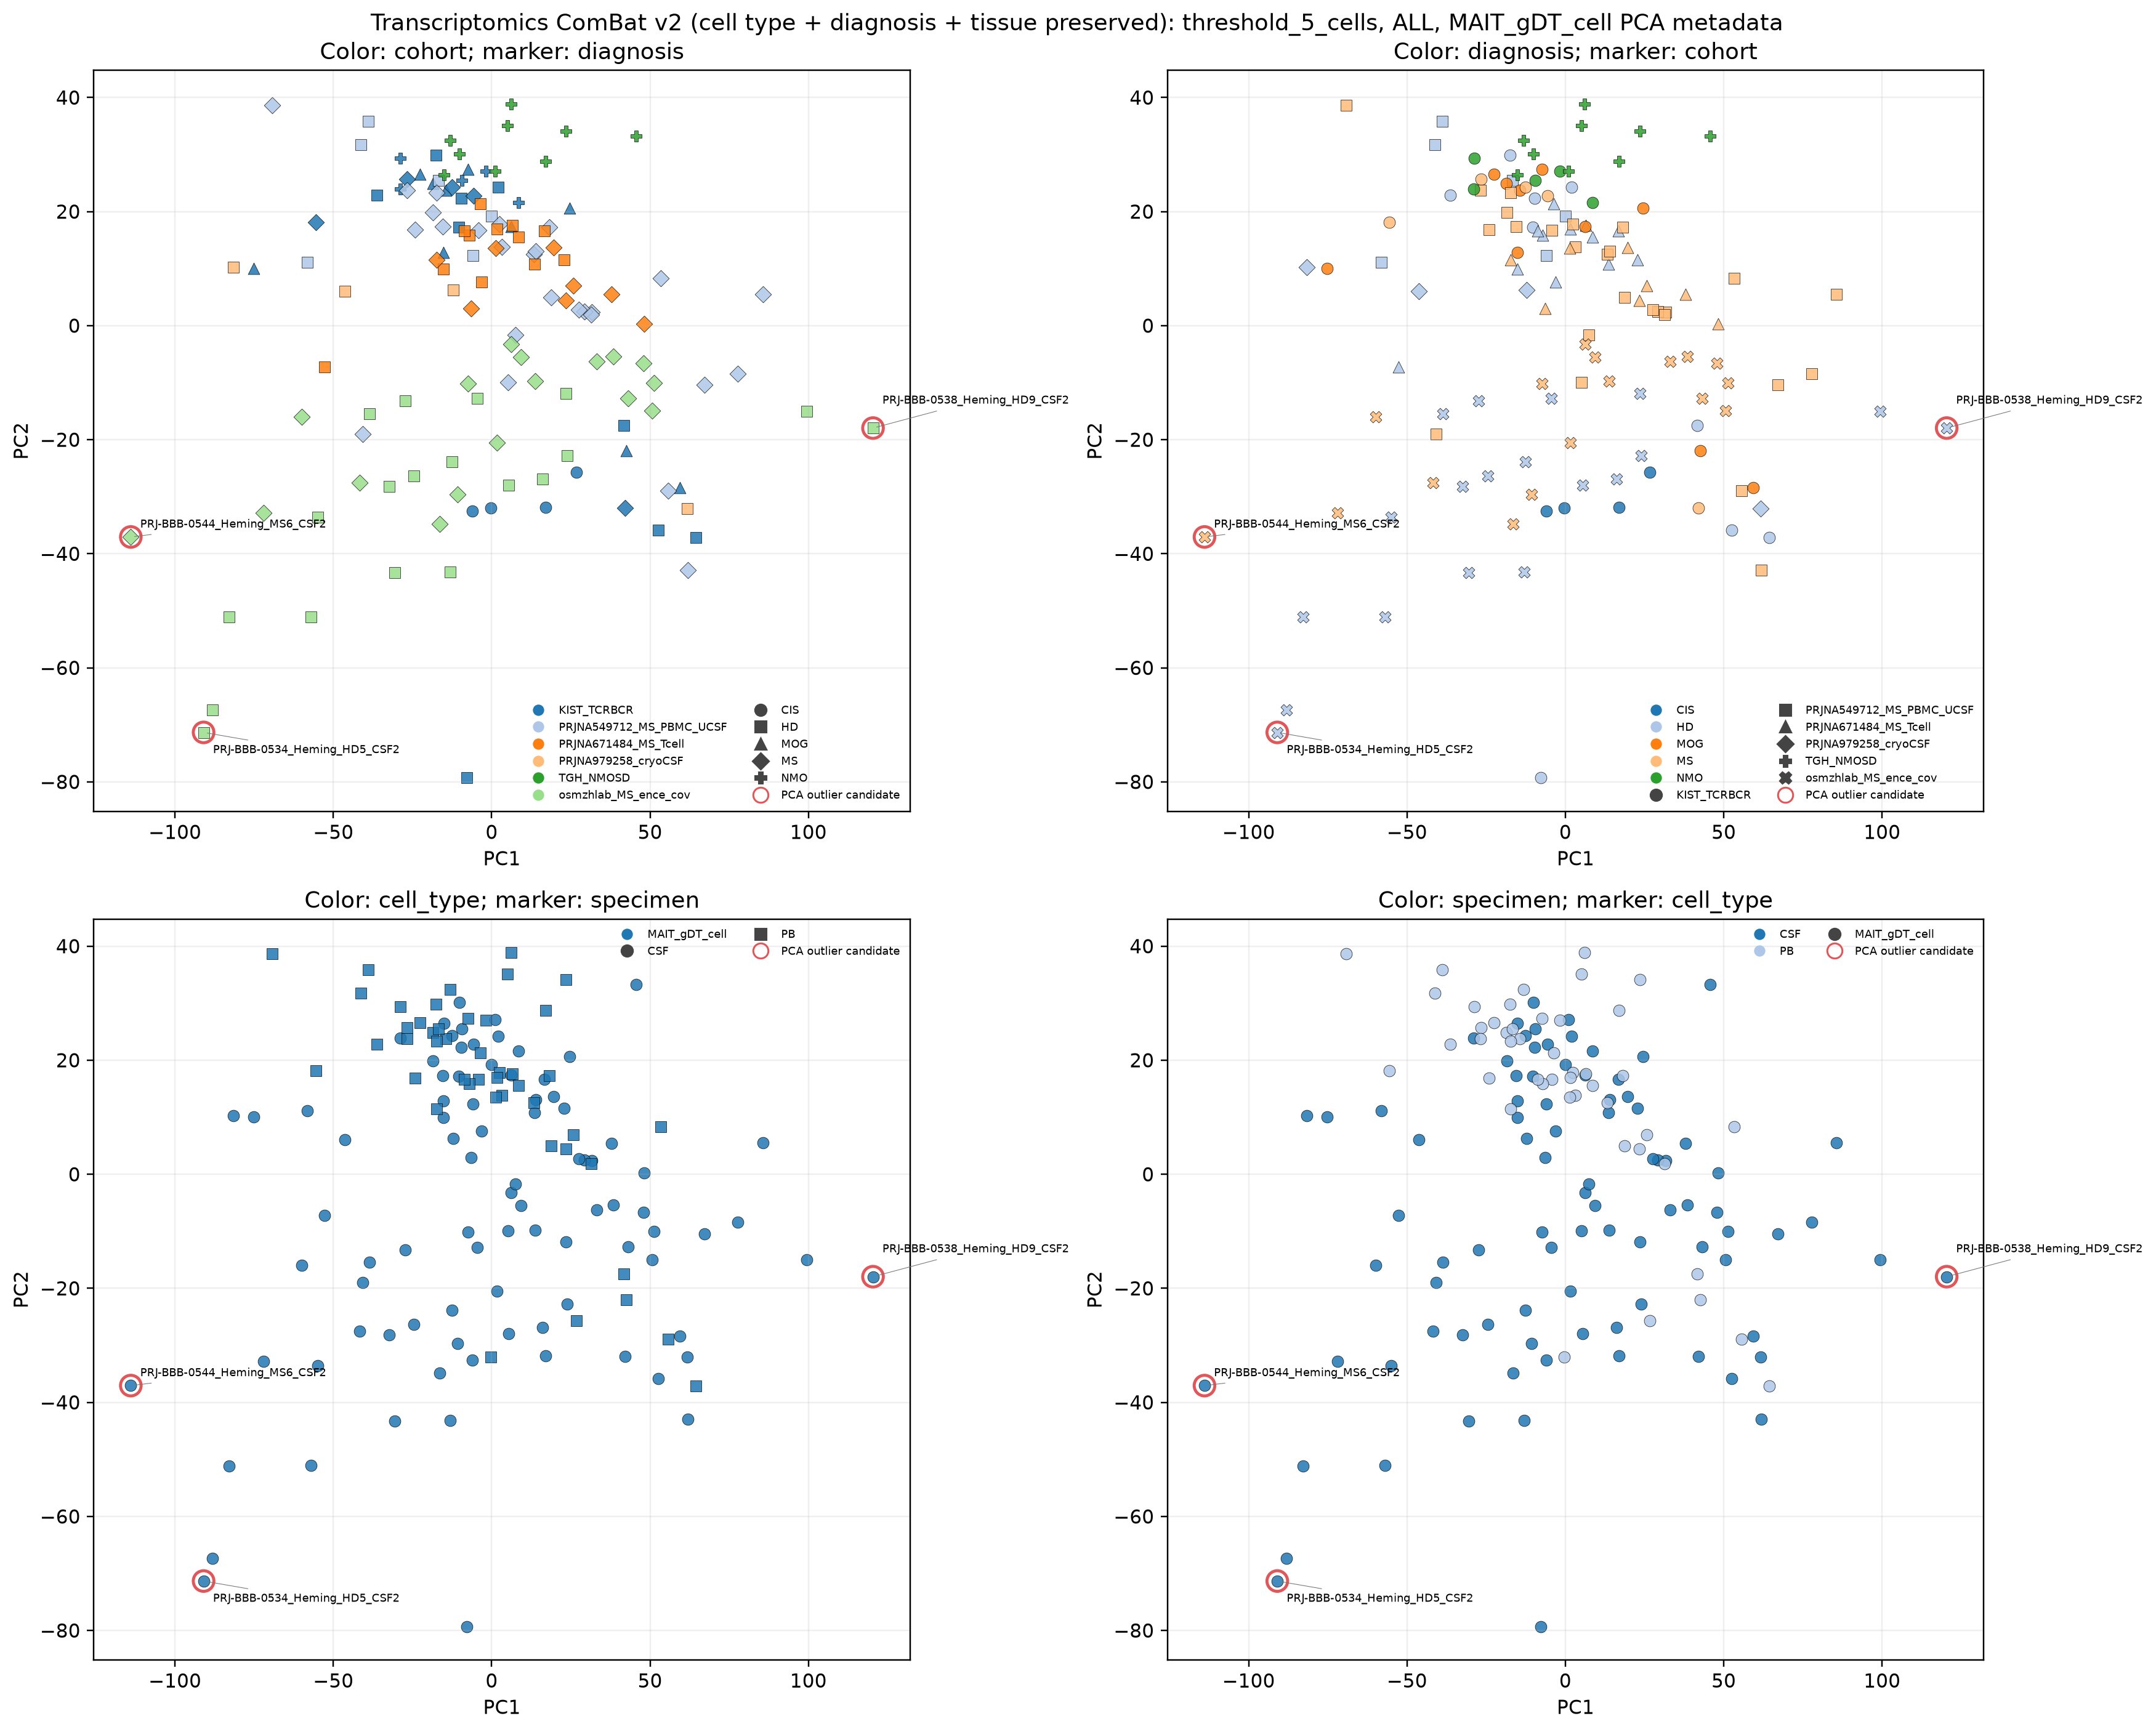 Transcriptomics ComBat v2 (cell type + diagnosis + tissue preserved): threshold_5_cells, ALL, MAIT_gDT_cell PCA metadata
Color: cohort; marker: diagnosis
40
20
0
−20
−40
−60
−80
PC2
PRJ-BBB-0538_Heming_HD9_CSF2
PRJ-BBB-0544_Heming_MS6_CSF2
PRJ-BBB-0534_Heming_HD5_CSF2
KIST_TCRBCR
PRJNA549712_MS_PBMC_UCSF
PRJNA671484_MS_Tcell
PRJNA979258_cryoCSF
TGH_NMOSD
osmzhlab_MS_ence_cov
CIS
HD
MOG
MS
NMO
PCA outlier candidate
−100
−50
0
50
100
PC1
Color: diagnosis; marker: cohort
40
20
0
−20
−40
−60
−80
PC2
PRJ-BBB-0538_Heming_HD9_CSF2
PRJ-BBB-0544_Heming_MS6_CSF2
PRJ-BBB-0534_Heming_HD5_CSF2
CIS
HD
MOG
MS
NMO
KIST_TCRBCR
PRJNA549712_MS_PBMC_UCSF
PRJNA671484_MS_Tcell
PRJNA979258_cryoCSF
TGH_NMOSD
osmzhlab_MS_ence_cov
PCA outlier candidate
−100
−50
0
50
100
PC1
Color: cell_type; marker: specimen
40
20
0
−20
−40
−60
−80
PC2
MAIT_gDT_cell
CSF
PB
PCA outlier candidate
PRJ-BBB-0538_Heming_HD9_CSF2
PRJ-BBB-0544_Heming_MS6_CSF2
PRJ-BBB-0534_Heming_HD5_CSF2
−100
−50
0
50
100
PC1
Color: specimen; marker: cell_type
40
20
0
−20
−40
−60
−80
PC2
CSF
PB
MAIT_gDT_cell
PCA outlier candidate
PRJ-BBB-0538_Heming_HD9_CSF2
PRJ-BBB-0544_Heming_MS6_CSF2
PRJ-BBB-0534_Heming_HD5_CSF2
−100
−50
0
50
100
PC1